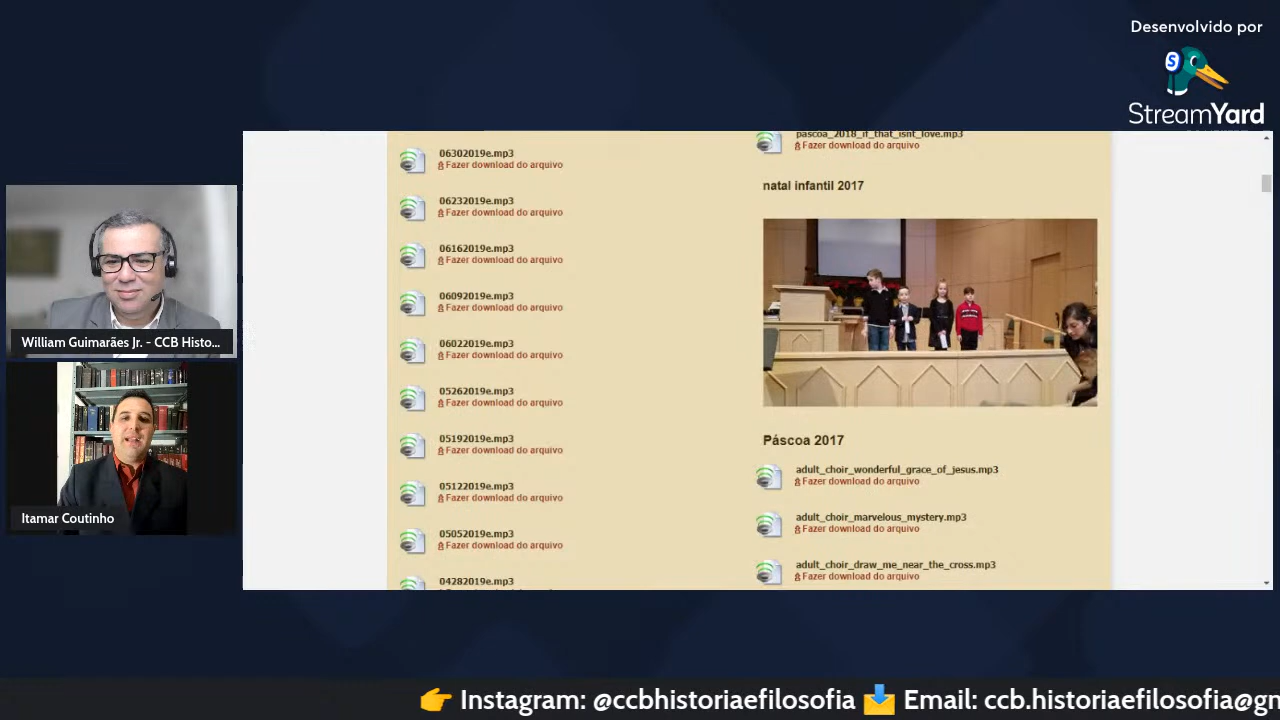 Desenvolvido por
StreamYard
William Guimarães Jr. - CCB Histo...
Itamar Coutinho
06302019e.mp3
Fazer download do arquivo
06232019e.mp3
Fazer download do arquivo
06162019e.mp3
Fazer download do arquivo
06092019e.mp3
Fazer download do arquivo
06022019e.mp3
Fazer download do arquivo
05262019e.mp3
Fazer download do arquivo
05192019e.mp3
Fazer download do arquivo
05122019e.mp3
Fazer download do arquivo
05052019e.mp3
Fazer download do arquivo
04282019e.mp3
pascoa_2018_if_that_isnt_love.mp3
Fazer download do arquivo
natal infantil 2017
Páscoa 2017
adult_choir_wonderful_grace_of_jesus.mp3
Fazer download do arquivo
adult_choir_marvelous_mystery.mp3
Fazer download do arquivo
adult_choir_draw_me_near_the_cross.mp3
Fazer download do arquivo
👉 Instagram: @ccbhistoriaefilosofia 📩 Email: ccb.historiaefilosofia@gn